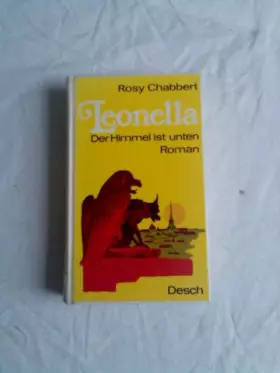 Rosy Chabbert
Leonella
Der Himmel ist unten
Roman
Desch